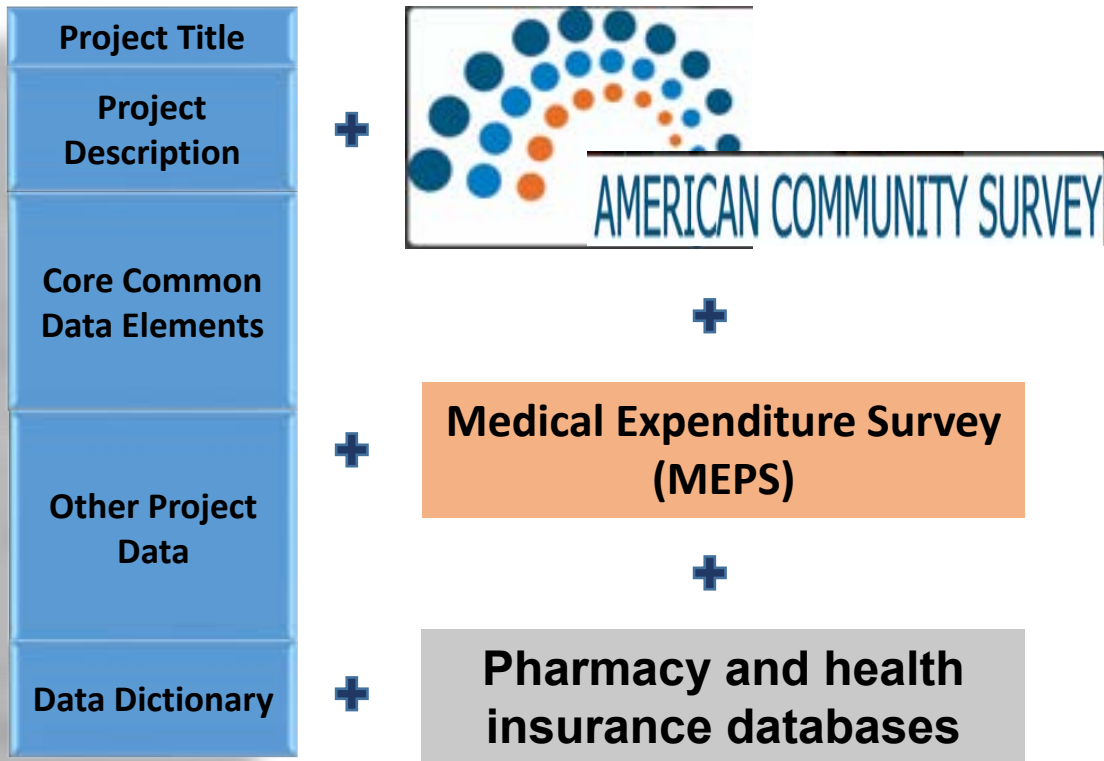 Project Title
Project
Description
Core Common
Data Elements
Other Project
Data
Data Dictionary
AMERICAN COMMUNITY SURVEY
Medical Expenditure Survey
(MEPS)
Pharmacy and health
insurance databases